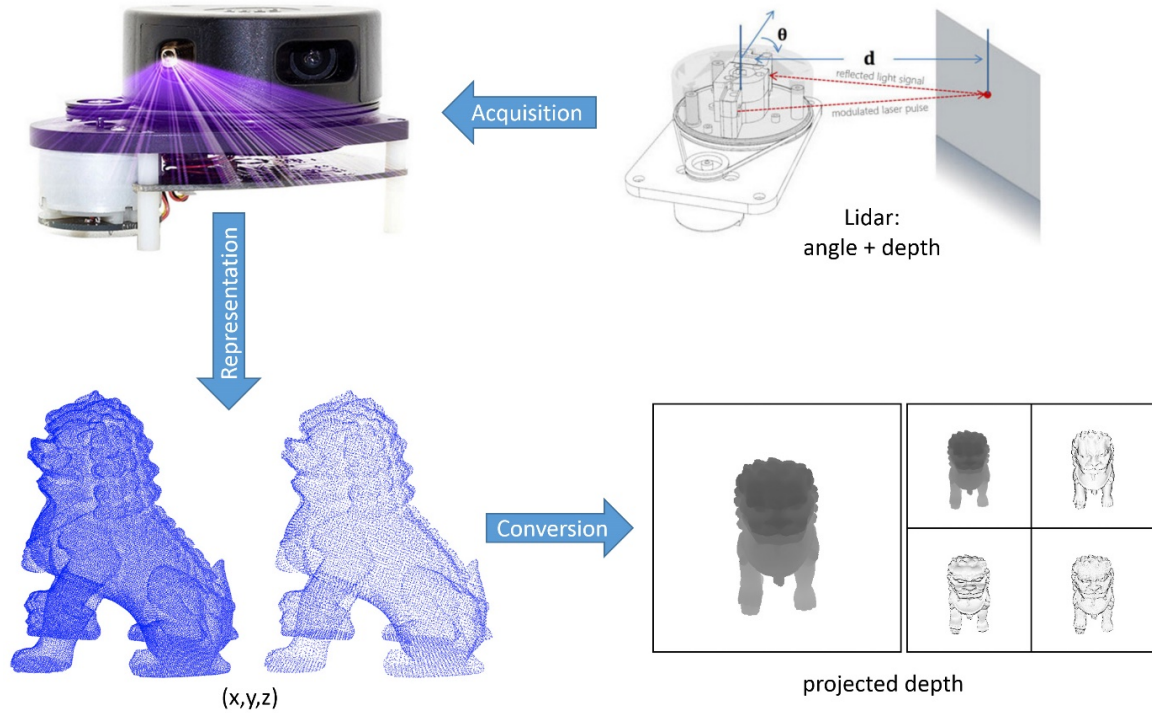 θ
d
reflected light signal
modulated laser pulse
Acquisition
Lidar:
angle + depth
Representation
Conversion
(x,y,z)
projected depth